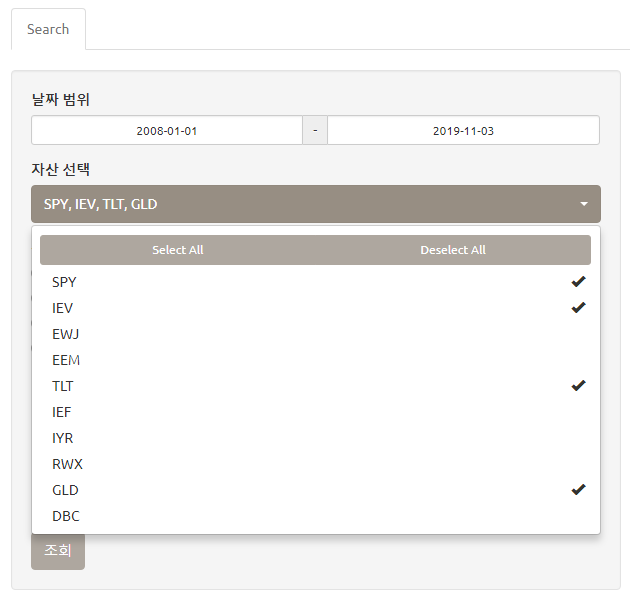 Search
날짜 범위
2008-01-01 - 2019-11-03
자산 선택
SPY, IEV, TLT, GLD
Select All Deselect All
SPY
IEV
EWJ
EEM
TLT
IEF
IYR
RWX
GLD
DBC
조회